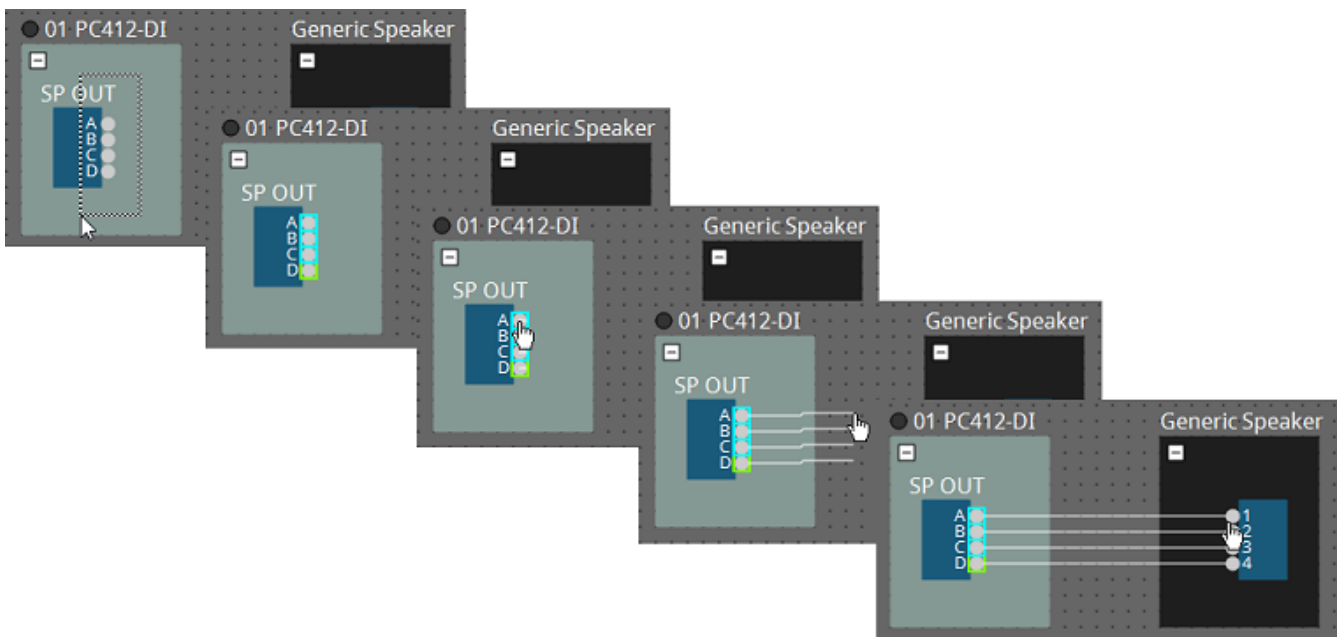 01 PC412-DI
Generic Speaker
SP OUT
A
B
C
D
01 PC412-DI
Generic Speaker
SP OUT
A
B
C
D
01 PC412-DI
Generic Speaker
SP OUT
A
B
C
D
01 PC412-DI
Generic Speaker
SP OUT
A
B
C
D
01 PC412-DI
Generic Speaker
SP OUT
A 1
B 2
C 3
D 4